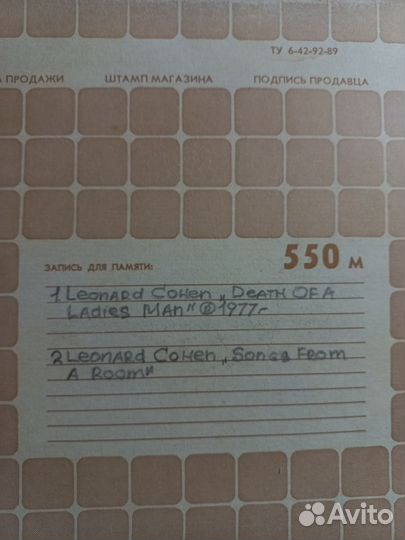 ТУ 6-42-92-89
А ПРОДАЖИ ШТАМП МАГАЗИНА ПОДПИСЬ ПРОДАВЦА
ЗАПИСЬ ДЛЯ ПАМЯТИ: 550 м
1 Leonard Cohen „Death Of A
Ladies Man" © 1977-
2 Leonard Cohen „Songs From
A Room"
Avito